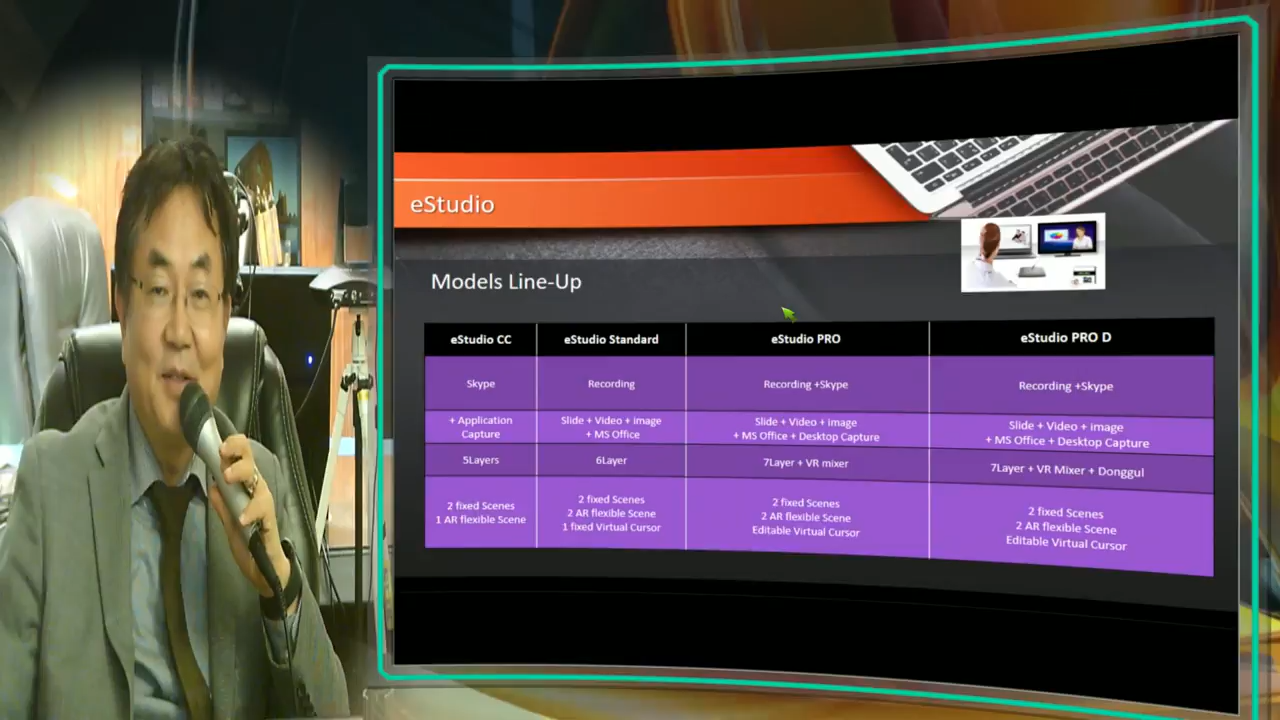 eStudio
Models Line-Up
eStudio CC
eStudio Standard
eStudio PRO
eStudio PRO D
Skype
Recording
Recording +Skype
Recording +Skype
+ Application
Capture
Slide + Video + image
+ MS Office
Slide + Video + image
+ MS Office + Desktop Capture
Slide + Video + image
+ MS Office + Desktop Capture
5Layers
6Layer
7Layer + VR mixer
7Layer + VR Mixer + Donggul
2 fixed Scenes
1 AR flexible Scene
2 fixed Scenes
2 AR flexible Scene
1 fixed Virtual Cursor
2 fixed Scenes
2 AR flexible Scene
Editable Virtual Cursor
2 fixed Scenes
2 AR flexible Scene
Editable Virtual Cursor